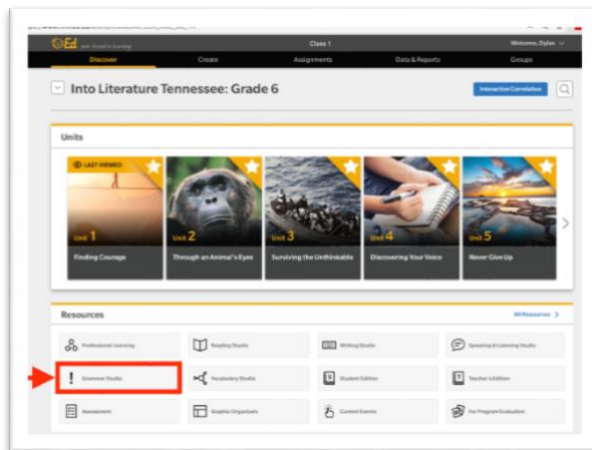 Ed
Class 1
Welcome, Dylan
Discover Create Assignments Data & Reports Groups
Into Literature Tennessee: Grade 6
Interactive Correlation
Units
LAST VIEWED
Unit 1 Unit 2 Unit 3 Unit 4 Unit 5
Finding Courage Through an Animal's Eyes Surviving the Unthinkable Discovering Your Voice Never Give Up
Resources All Resources
Professional Learning Reading Studio Writing Studio Speaking & Listening Studio
Grammar Studio Vocabulary Studio Student Edition Teacher's Edition
Assessment Graphic Organizers Current Events For Program Evaluation